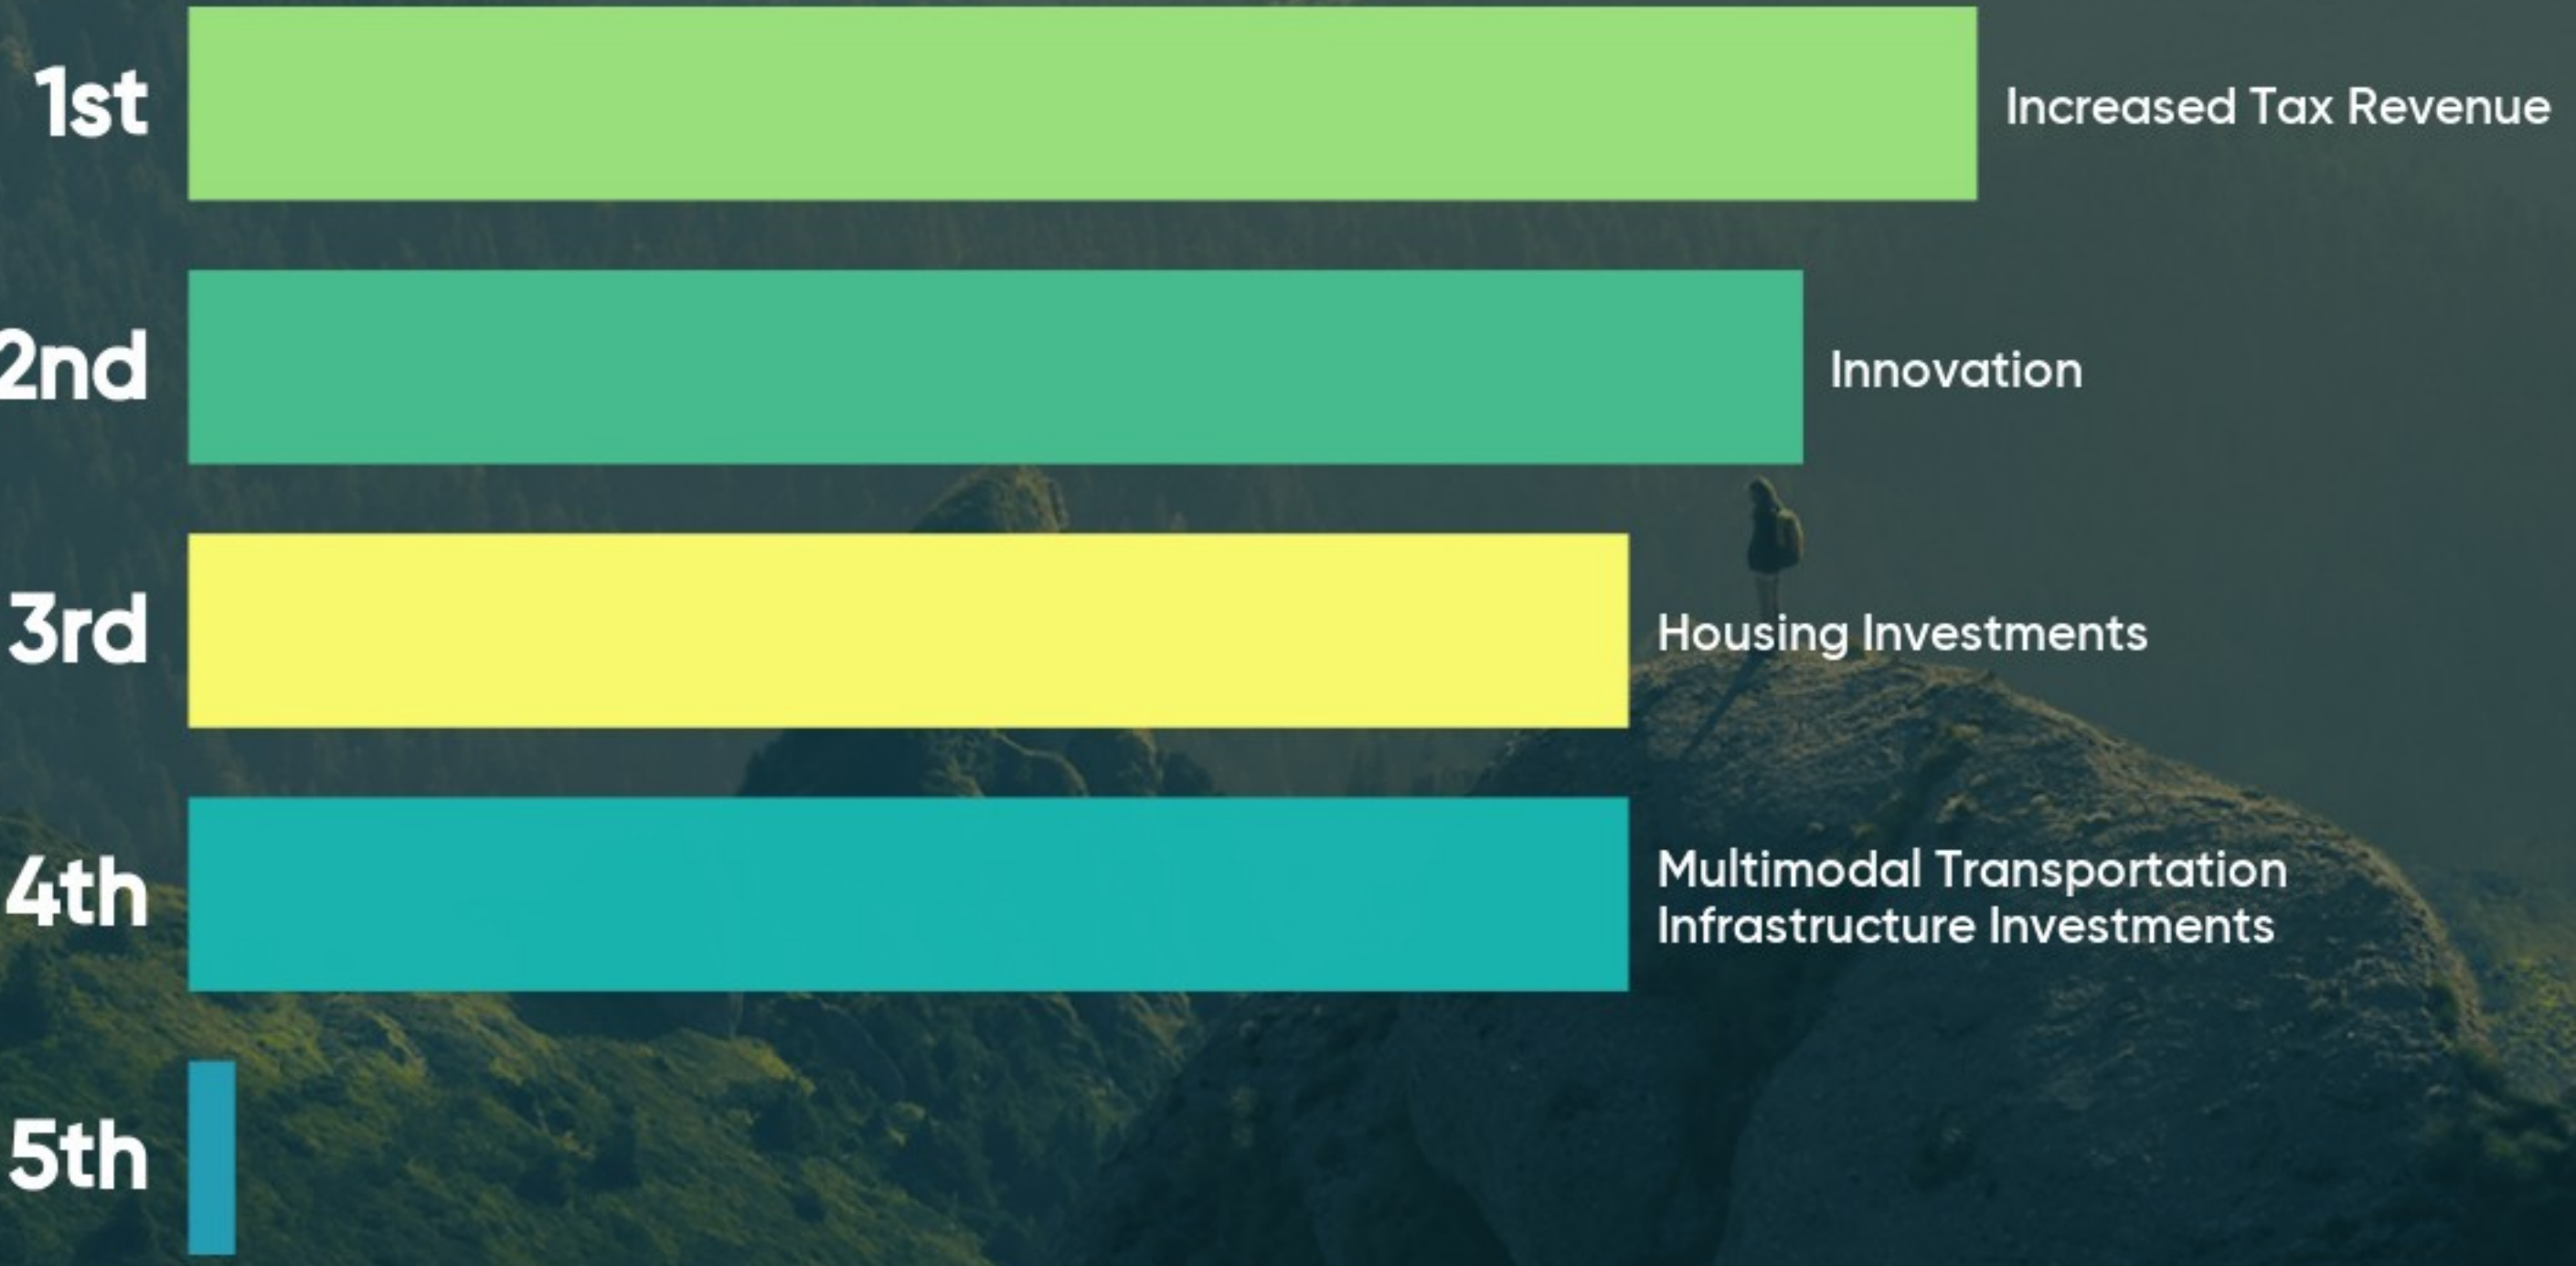 1st
Increased Tax Revenue
2nd
Innovation
3rd
Housing Investments
4th
Multimodal Transportation
Infrastructure Investments
5th